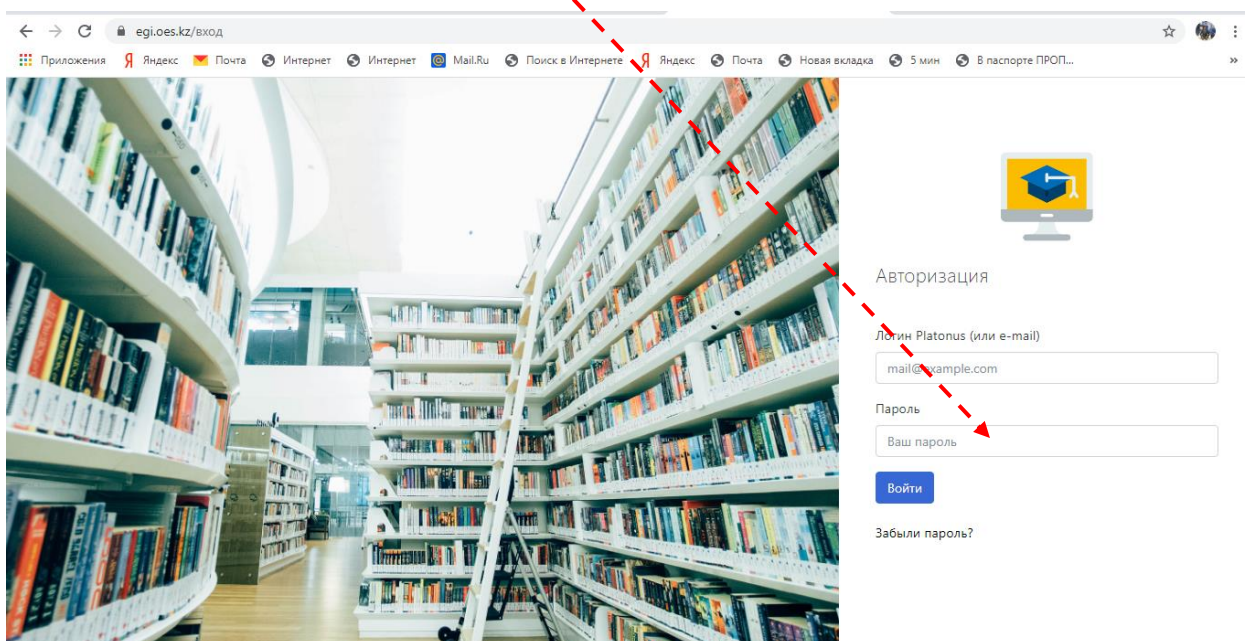 egi.oes.kz/вход
Приложения Яндекс Почта Интернет Интернет Mail.Ru Поиск в Интернете Яндекс Почта Новая вкладка 5 мин В паспорте ПРОП...
Авторизация
Логин Platonus (или e-mail)
mail@example.com
Пароль
Ваш пароль
Войти
Забыли пароль?